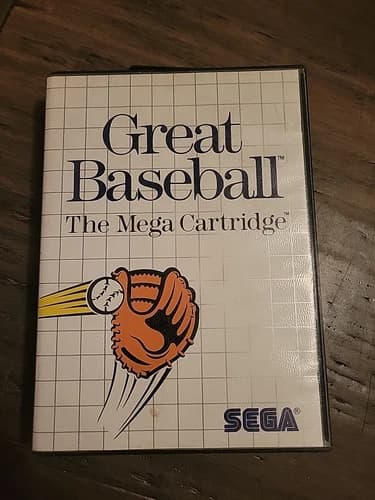 Great
Baseball™
The Mega Cartridge™
SEGA®